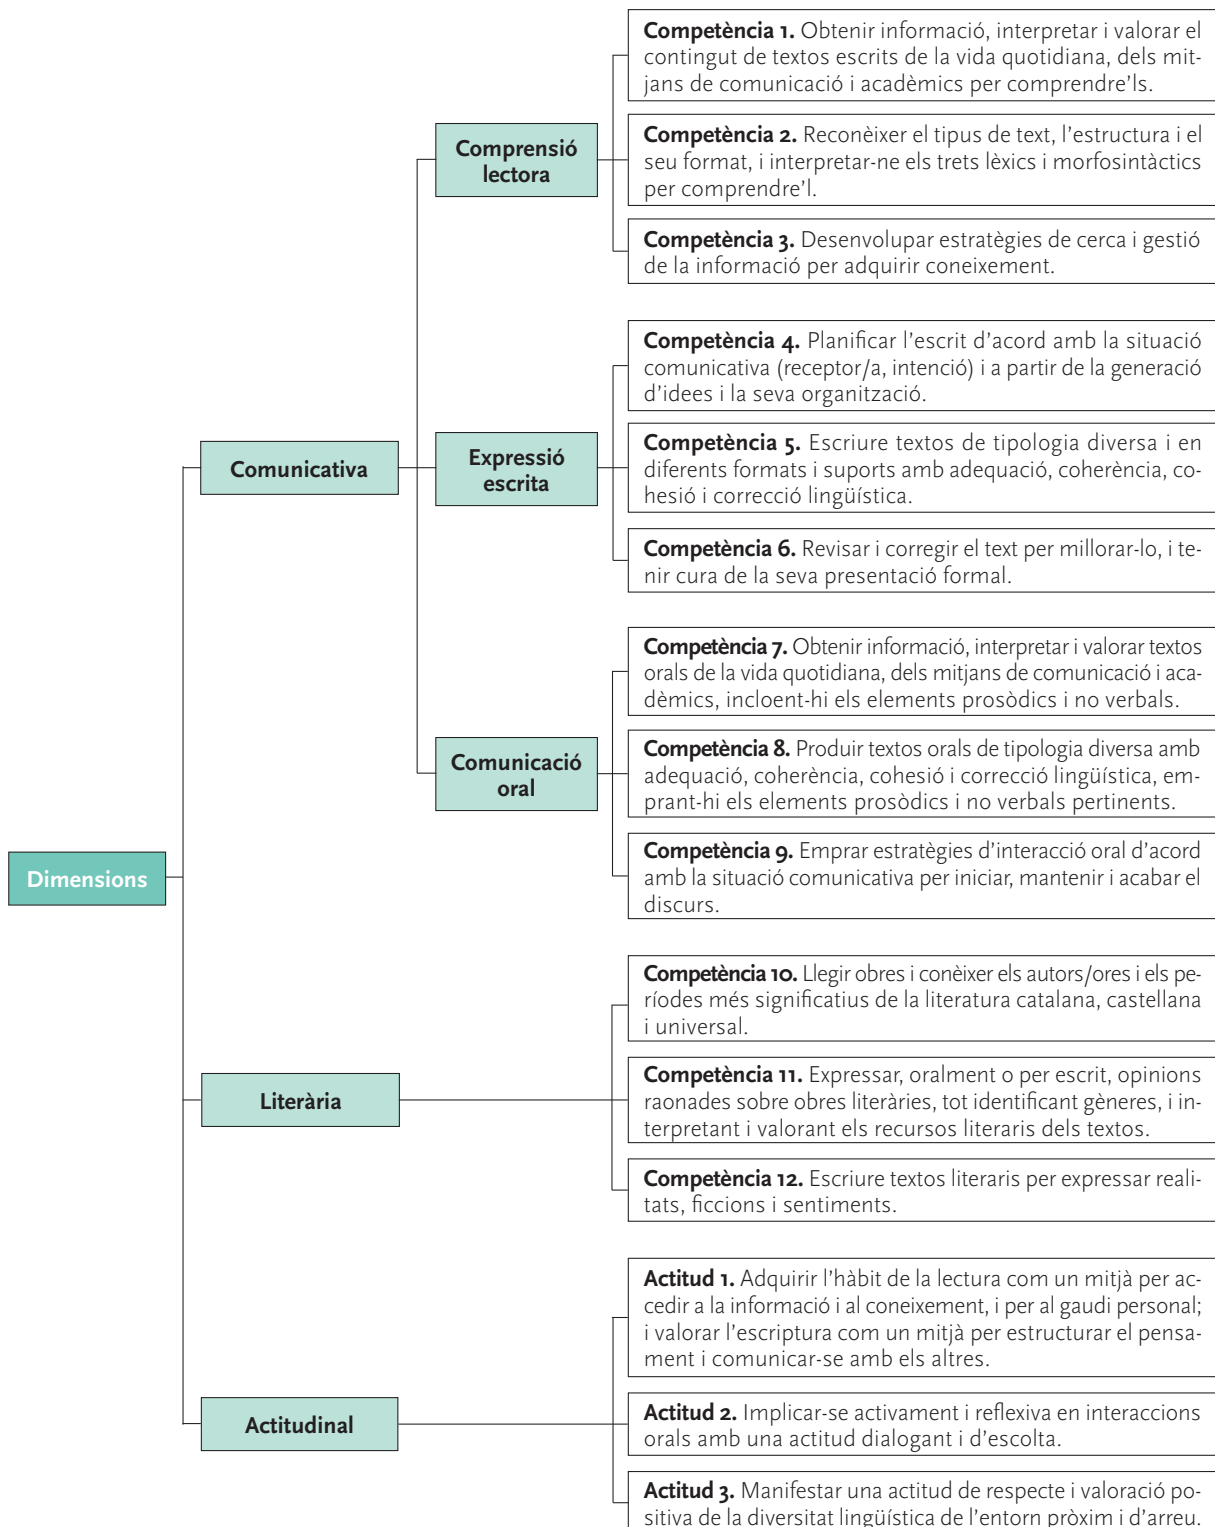 Competència 1. Obtenir informació, interpretar i valorar el
contingut de textos escrits de la vida quotidiana, dels mit-
jans de comunicació i acadèmics per comprendre’ls.
Comprensió
lectora
Competència 2. Reconèixer el tipus de text, l’estructura i el
seu format, i interpretar-ne els trets lèxics i morfosintàctics
per comprendre’l.
Competència 3. Desenvolupar estratègies de cerca i gestió
de la informació per adquirir coneixement.
Competència 4. Planificar l’escrit d’acord amb la situació
comunicativa (receptor/a, intenció) i a partir de la generació
d’idees i la seva organització.
Comunicativa
Expressió
escrita
Competència 5. Escriure textos de tipologia diversa i en
diferents formats i suports amb adequació, coherència, co-
hesió i correcció lingüística.
Competència 6. Revisar i corregir el text per millorar-lo, i te-
nir cura de la seva presentació formal.
Competència 7. Obtenir informació, interpretar i valorar textos
orals de la vida quotidiana, dels mitjans de comunicació i aca-
dèmics, incloent-hi els elements prosòdics i no verbals.
Comunicació
oral
Competència 8. Produir textos orals de tipologia diversa amb
adequació, coherència, cohesió i correcció lingüística, em-
prant-hi els elements prosòdics i no verbals pertinents.
Competència 9. Emprar estratègies d’interacció oral d’acord
amb la situació comunicativa per iniciar, mantenir i acabar el
discurs.
Dimensions
Competència 10. Llegir obres i conèixer els autors/ores i els pe-
ríodes més significatius de la literatura catalana, castellana
i universal.
Literària
Competència 11. Expressar, oralment o per escrit, opinions
raonades sobre obres literàries, tot identificant gèneres, i in-
terpretant i valorant els recursos literaris dels textos.
Competència 12. Escriure textos literaris per expressar reali-
tats, ficcions i sentiments.
Actitud 1. Adquirir l’hàbit de la lectura com un mitjà per ac-
cedir a la informació i al coneixement, i per al gaudi personal;
i valorar l’escriptura com un mitjà per estructurar el pensa-
ment i comunicar-se amb els altres.
Actitudinal
Actitud 2. Implicar-se activament i reflexiva en interaccions
orals amb una actitud dialogant i d’escolta.
Actitud 3. Manifestar una actitud de respecte i valoració po-
sitiva de la diversitat lingüística de l’entorn pròxim i d’arreu.